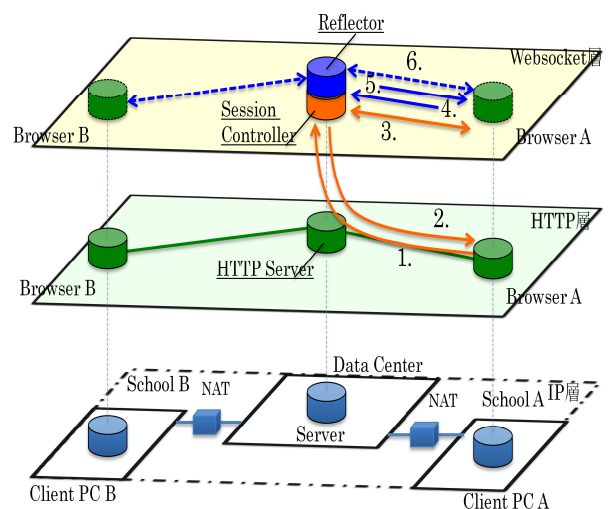 Reflector
Websocket層
6.
5.
4.
3.
Session
Controller
Browser B
Browser A
2.
1.
HTTP層
HTTP Server
Browser B
Browser A
Data Center
School B
NAT
NAT
School A
IP層
Server
Client PC B
Client PC A